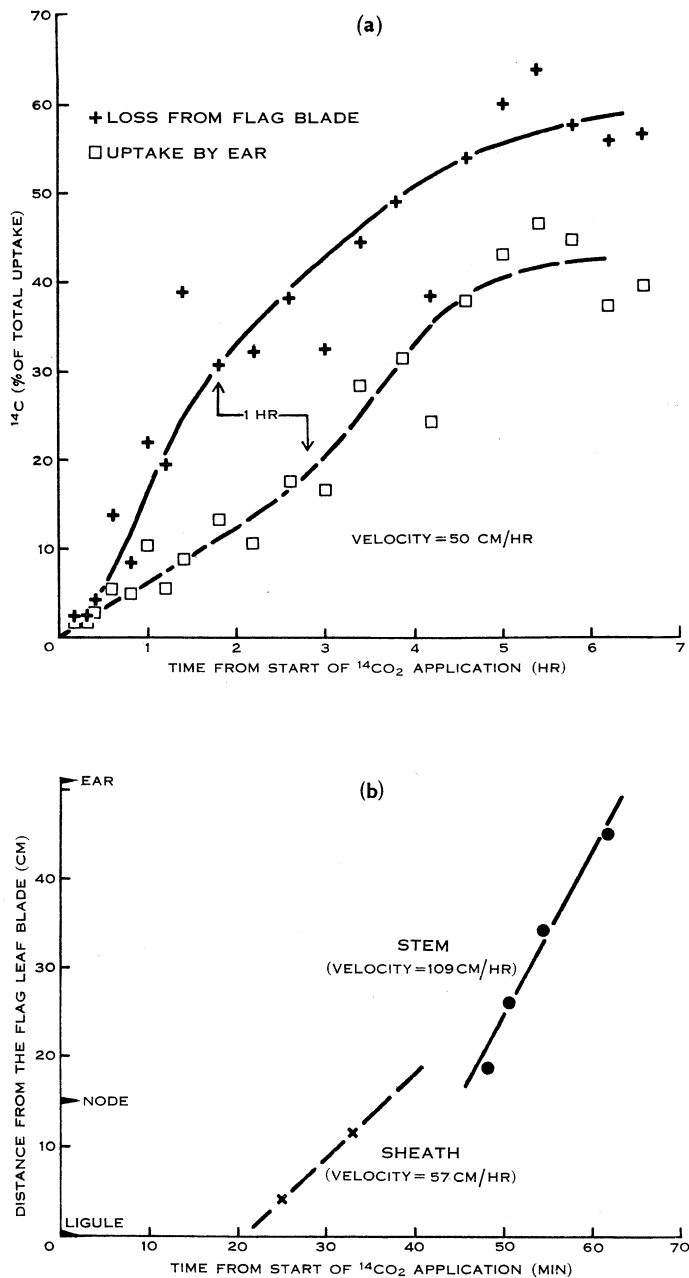 (a)
70
60
50
40
30
20
10
0
¹⁴C (% OF TOTAL UPTAKE)
+ LOSS FROM FLAG BLADE
□ UPTAKE BY EAR
1 HR
VELOCITY = 50 CM/HR
1 2 3 4 5 6 7
TIME FROM START OF ¹⁴CO₂ APPLICATION (HR)
(b)
EAR
40
30
20
NODE
10
LIGULE
0
DISTANCE FROM THE FLAG LEAF BLADE (CM)
STEM
(VELOCITY = 109 CM/HR)
SHEATH
(VELOCITY = 57 CM/HR)
10 20 30 40 50 60 70
TIME FROM START OF ¹⁴CO₂ APPLICATION (MIN)